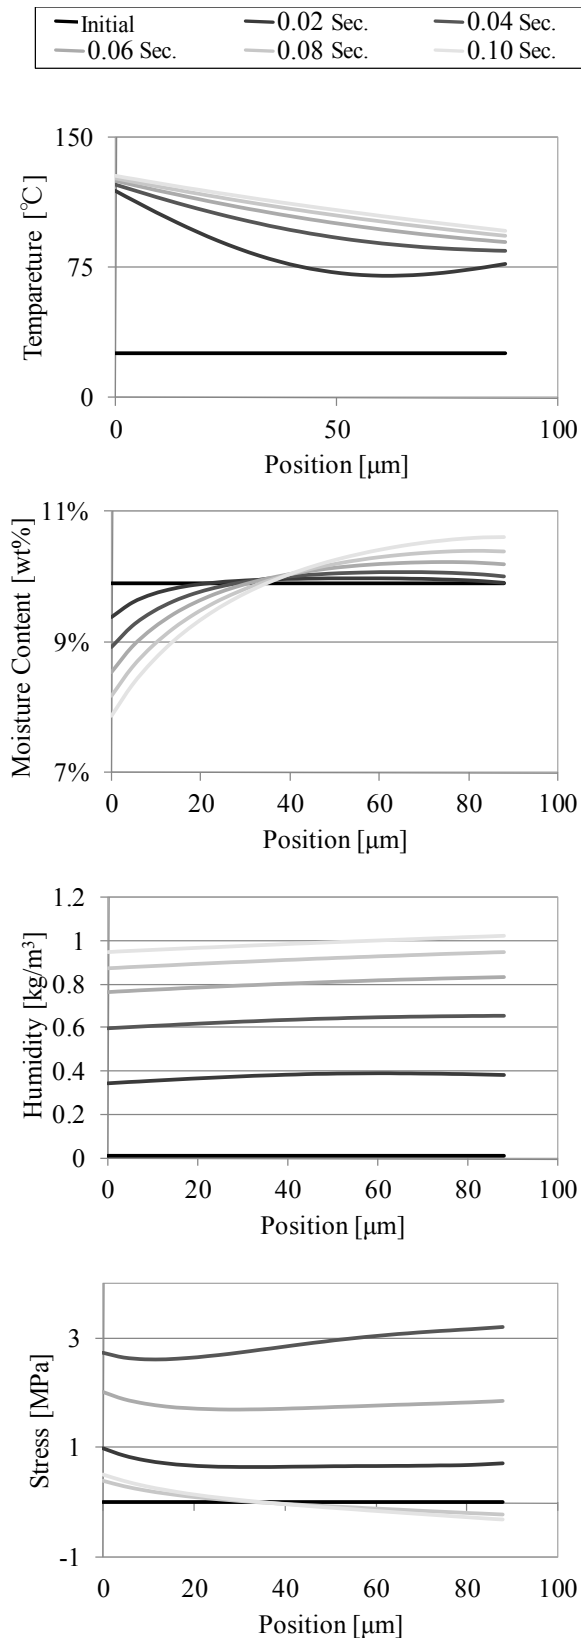 Initial 0.02 Sec. 0.04 Sec.
0.06 Sec. 0.08 Sec. 0.10 Sec.
Tempareture [℃]
150
75
0
0 50 100
Position [μm]
Moisture Content [wt%]
11%
9%
7%
0 20 40 60 80 100
Position [μm]
Humidity [kg/m³]
1.2
1
0.8
0.6
0.4
0.2
0
0 20 40 60 80 100
Position [μm]
Stress [MPa]
3
1
-1
0 20 40 60 80 100
Position [μm]